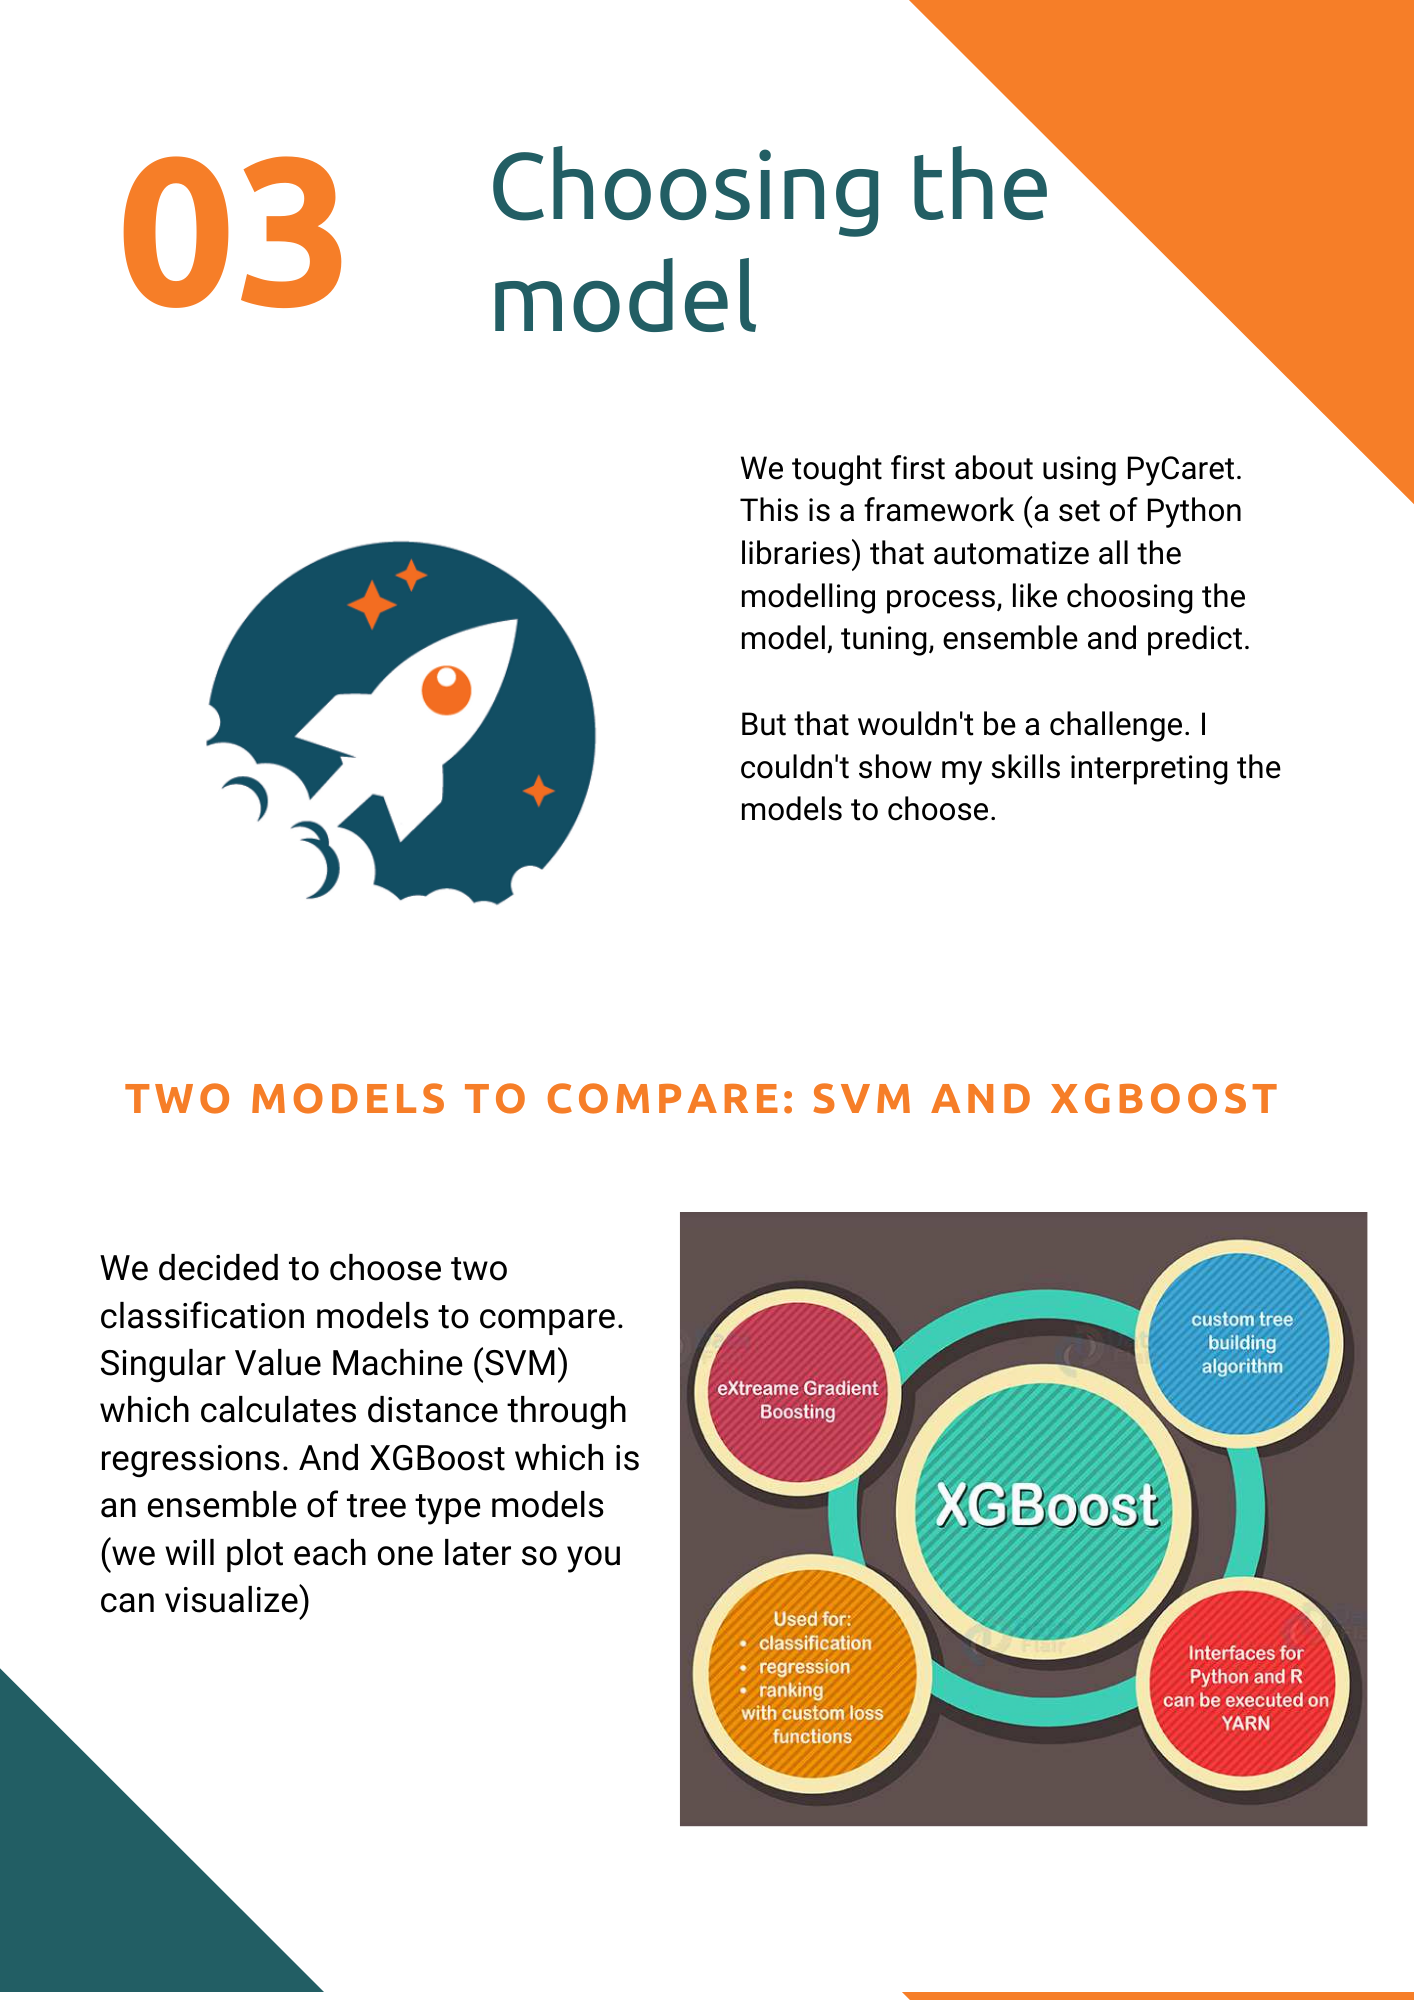 03
Choosing the
model
We tought first about using PyCaret.
This is a framework (a set of Python
libraries) that automatize all the
modelling process, like choosing the
model, tuning, ensemble and predict.
But that wouldn't be a challenge. I
couldn't show my skills interpreting the
models to choose.
TWO MODELS TO COMPARE: SVM AND XGBOOST
We decided to choose two
classification models to compare.
Singular Value Machine (SVM)
which calculates distance through
regressions. And XGBoost which is
an ensemble of tree type models
(we will plot each one later so you
can visualize)
eXtreame Gradient
Boosting
custom tree
building
algorithm
XGBoost
Used for:
• classification
• regression
• ranking
with custom loss
functions
Interfaces for
Python and R
can be executed on
YARN